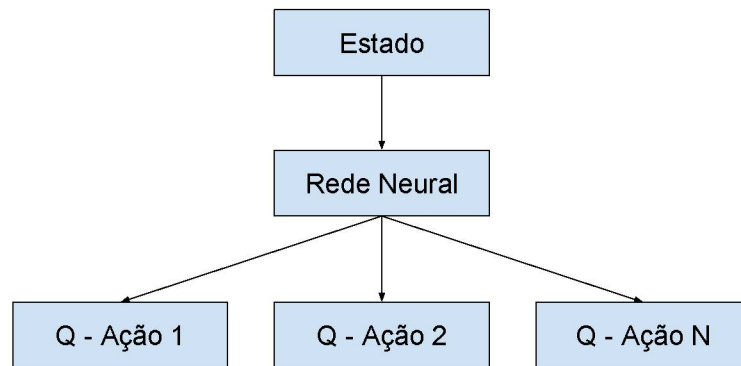 Estado
Rede Neural
Q - Ação 1
Q - Ação 2
Q - Ação N